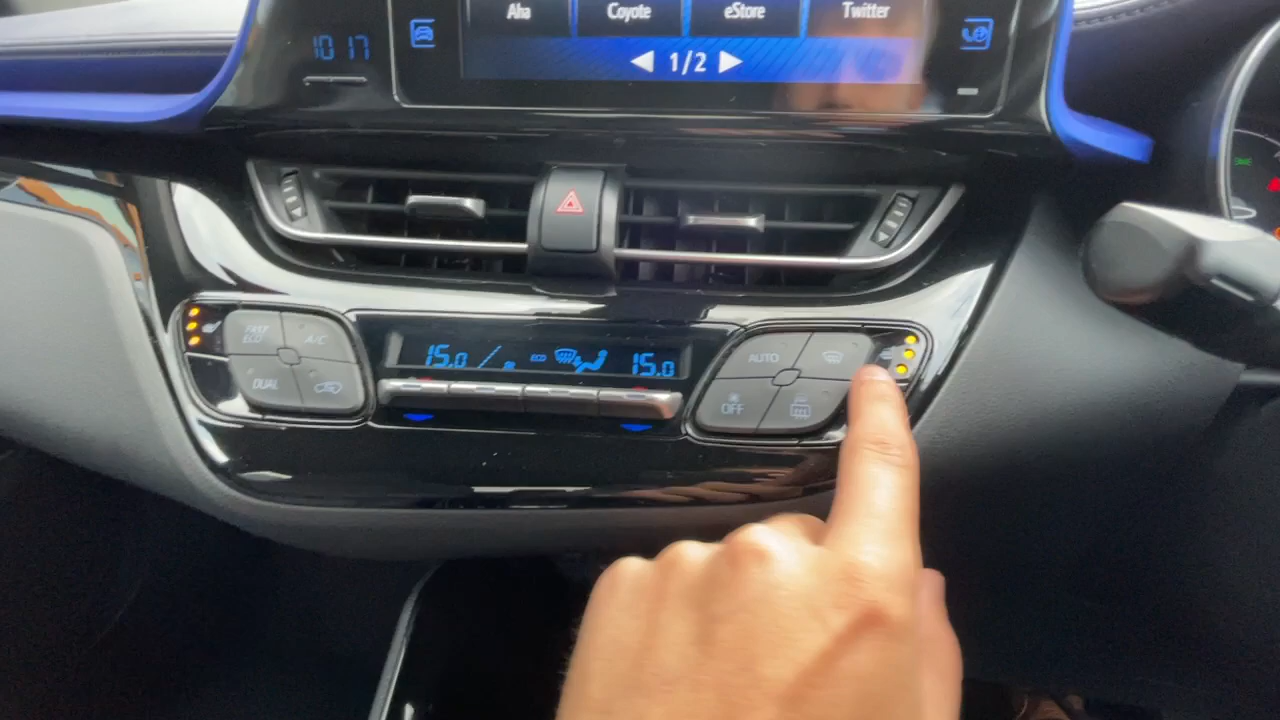 Aha
Coyote
eStore
Twitter
10 17
1/2
FAST
ECO
A/C
DUAL
15.0
ECO
15.0
AUTO
OFF